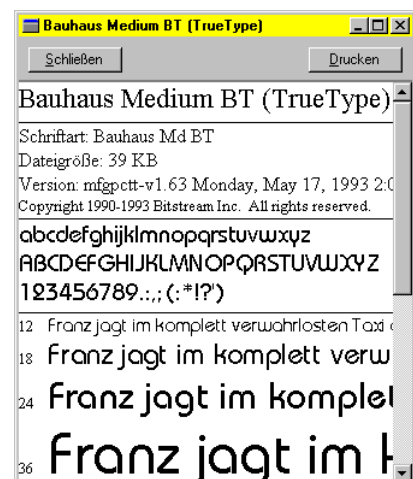 Bauhaus Medium BT (TrueType)
Schließen Drucken
Bauhaus Medium BT (TrueType)
Schriftart: Bauhaus Md BT
Dateigröße: 39 KB
Version: mfgpctt-v1.63 Monday, May 17, 1993 2:0
Copyright 1990-1993 Bitstream Inc. All rights reserved.
abcdefghijklmnopqrstuvwxyz
ABCDEFGHIJKLMNOPQRSTUVWXYZ
123456789.:,;(:*!?')
12 Franz jagt im komplett verwahrlosten Taxi
18 Franz jagt im komplett verw
24 Franz jagt im komplet
36 Franz jagt im k